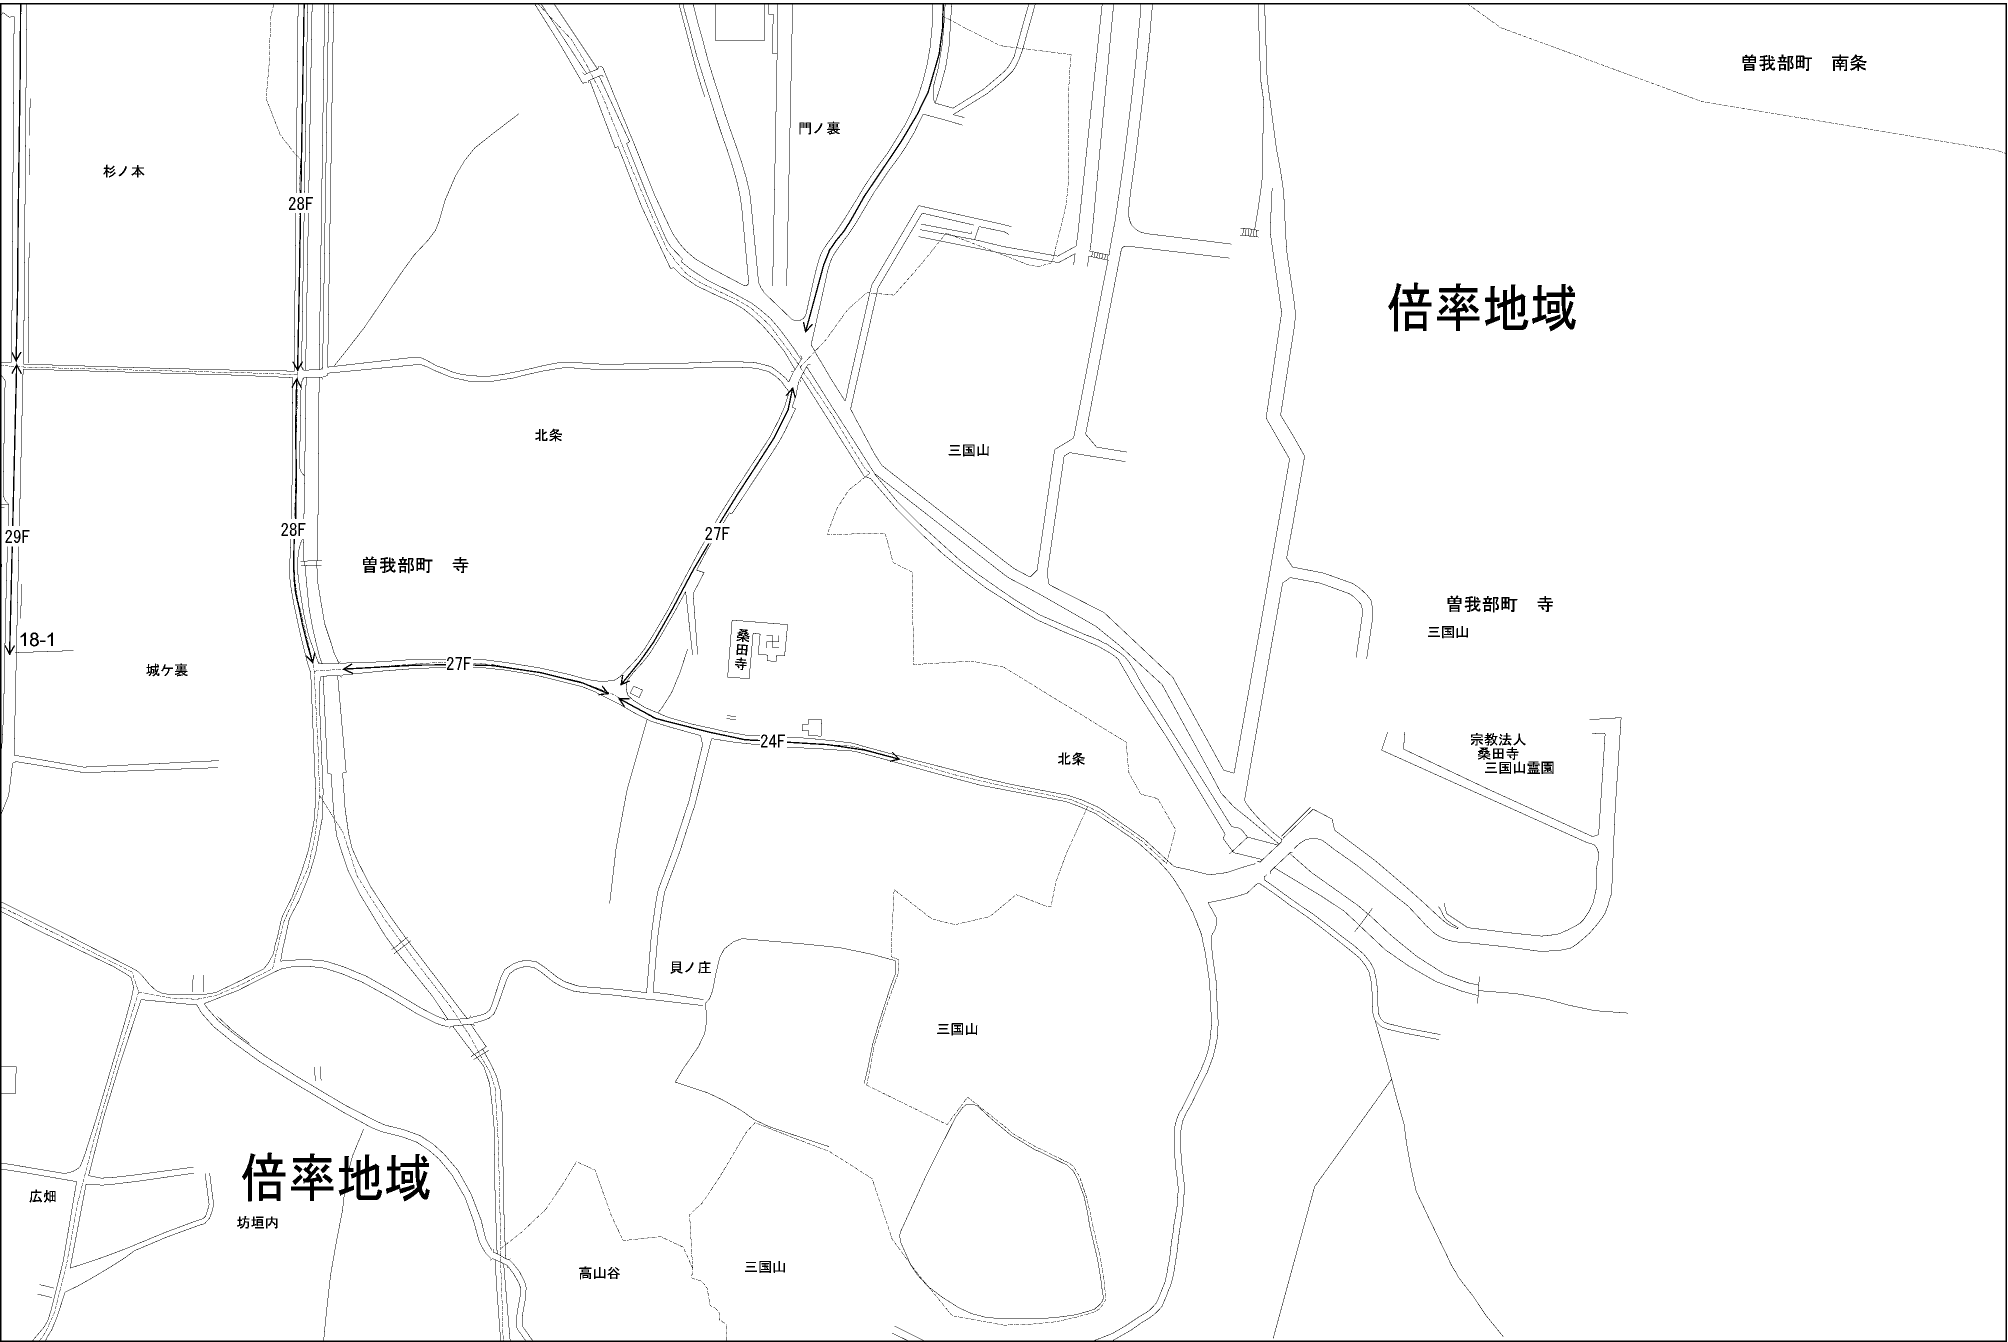 曽我部町　南条
門ノ裏
杉ノ本
28F
倍率地域
北条
三国山
28F
27F
29F
曽我部町　寺
曽我部町　寺
三国山
桑田寺
18-1
城ケ裏
27F
24F
北条
宗教法人
桑田寺
三国山霊園
貝ノ庄
三国山
倍率地域
広畑
坊垣内
高山谷
三国山